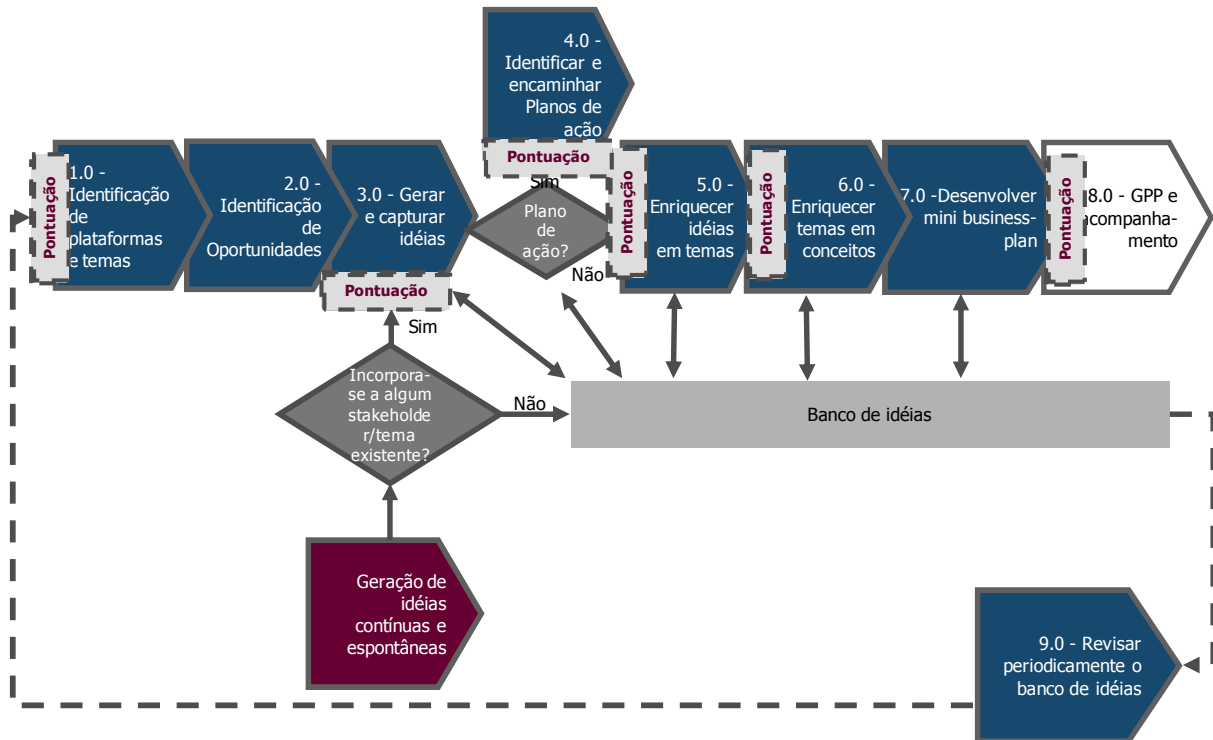 4.0 -
Identificar e
encaminhar
Planos de
ação
Pontuação
Sim
Pontuação
1.0 -
Identificação
de
plataformas
e temas
2.0 -
Identificação
de
Oportunidades
3.0 - Gerar
e capturar
idéias
Pontuação
Plano
de
ação?
Não
Pontuação
5.0 -
Enriquecer
idéias
em temas
Pontuação
6.0 -
Enriquecer
temas em
conceitos
7.0 -Desenvolver
mini business-
plan
Pontuação
8.0 - GPP e
acompanha-
mento
Sim
Incorpora-
se a algum
stakeholde
r/tema
existente?
Não
Banco de idéias
Geração de
idéias
contínuas e
espontâneas
9.0 - Revisar
periodicamente o
banco de idéias